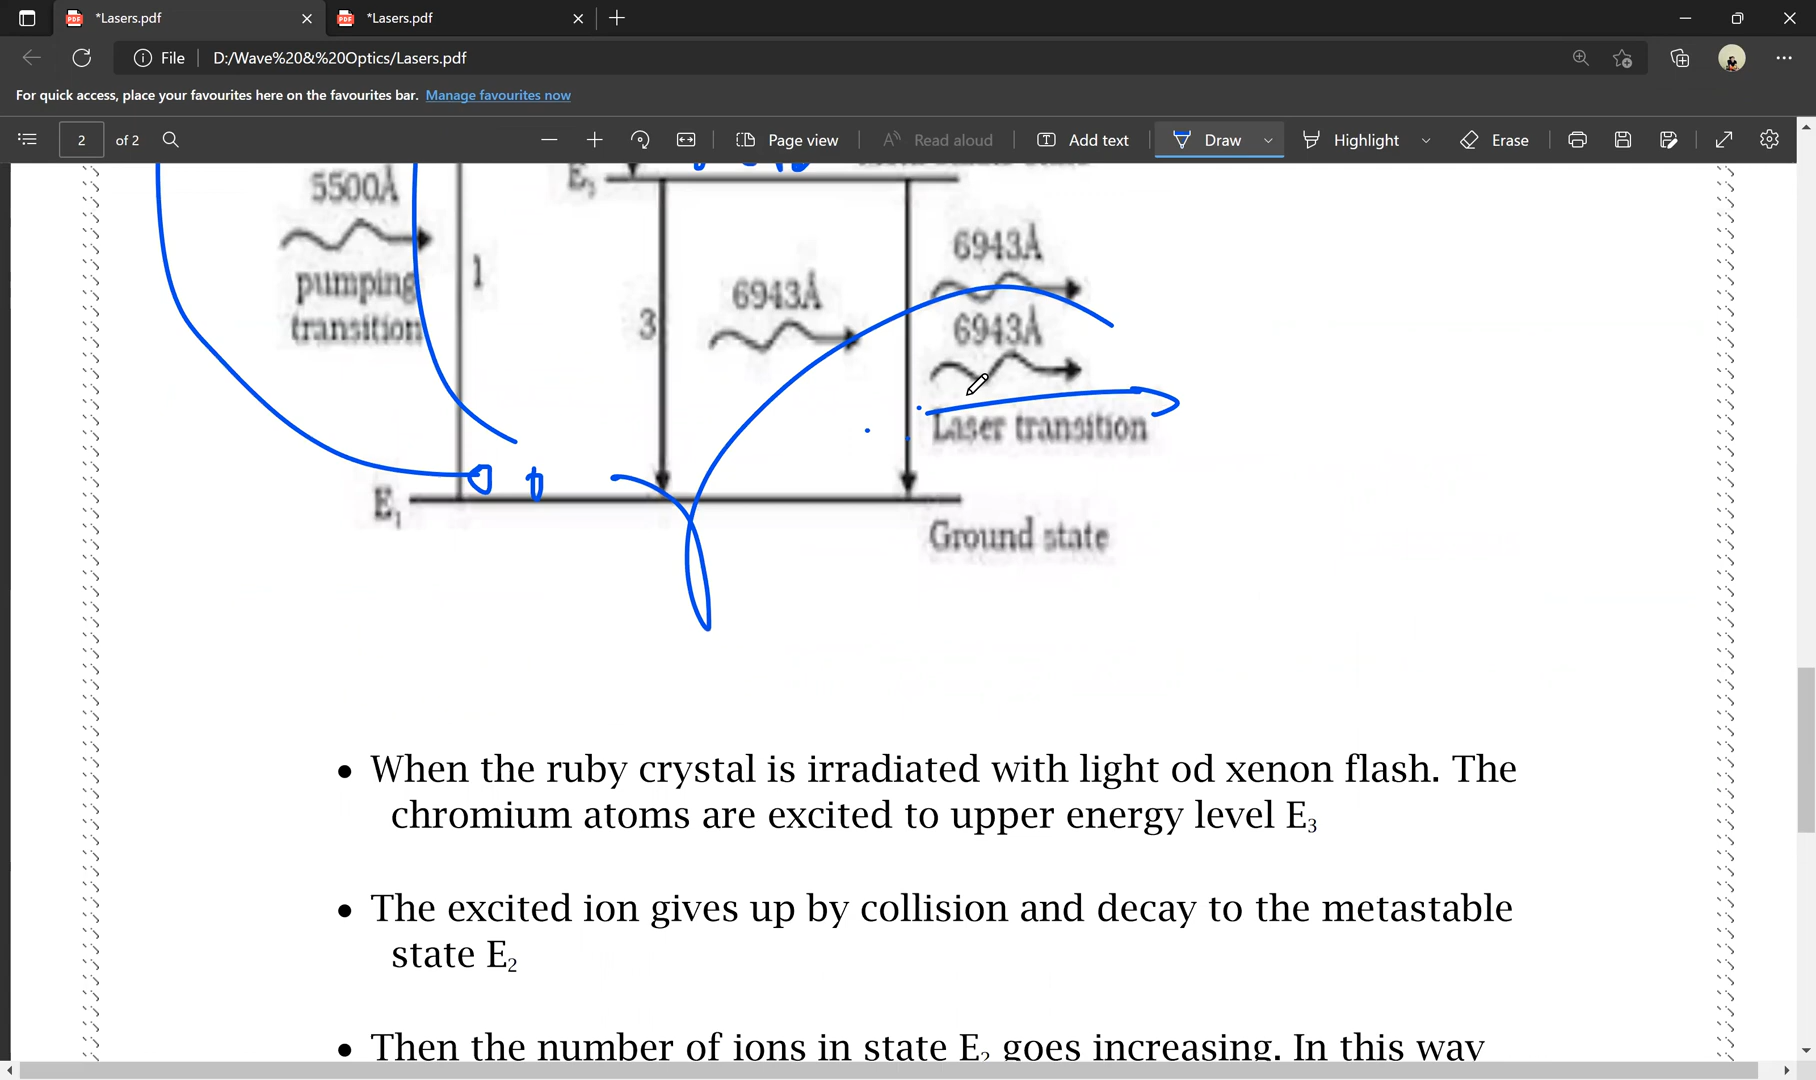 *Lasers.pdf
*Lasers.pdf
File
D:/Wave%20&%20Optics/Lasers.pdf
For quick access, place your favourites here on the favourites bar. Manage favourites now
2 of 2
Page view
Read aloud
Add text
Draw
Highlight
Erase
5500Å
pumping
transition
1
3
6943Å
6943Å
6943Å
Laser transition
E₁
Ground state
• When the ruby crystal is irradiated with light od xenon flash. The
chromium atoms are excited to upper energy level E₃
• The excited ion gives up by collision and decay to the metastable
state E₂
• Then the number of ions in state E₂ goes increasing. In this way